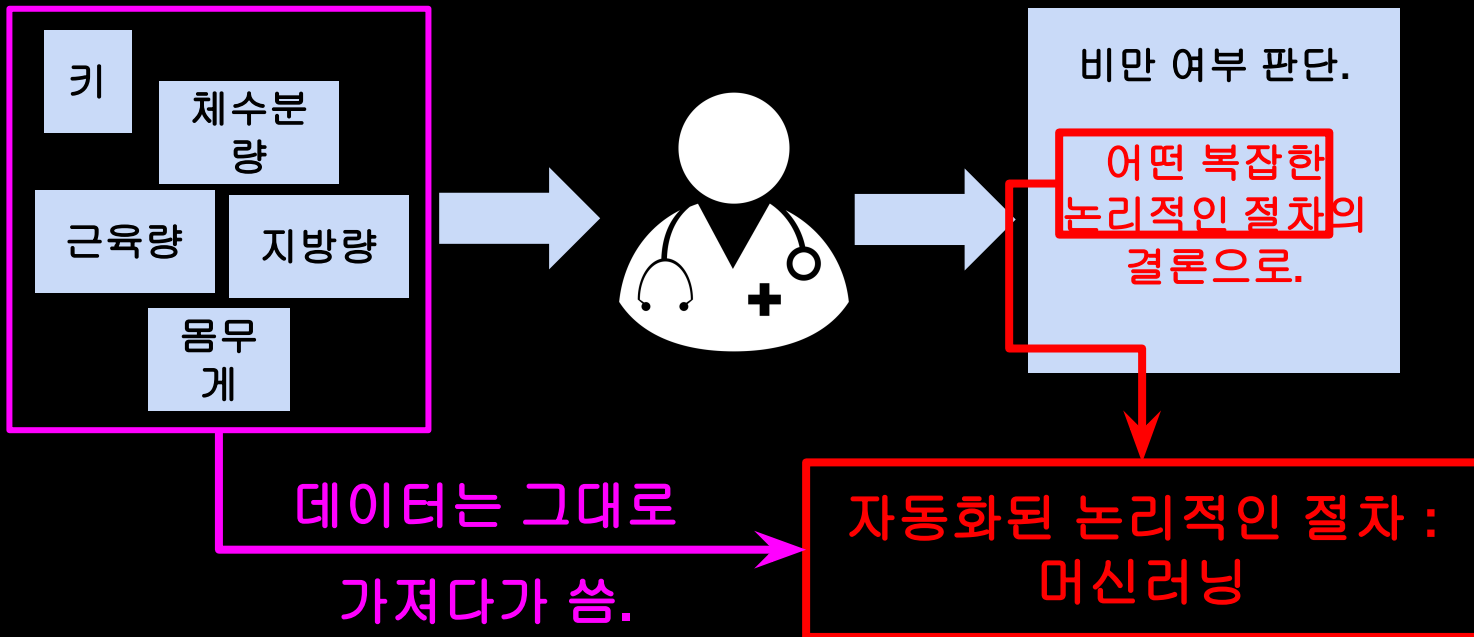 키
체수분
량
근육량
지방량
몸무
게
비만 여부 판단.
어떤 복잡한
논리적인 절차의
결론으로.
데이터는 그대로
가져다가 씀.
자동화된 논리적인 절차 :
머신러닝